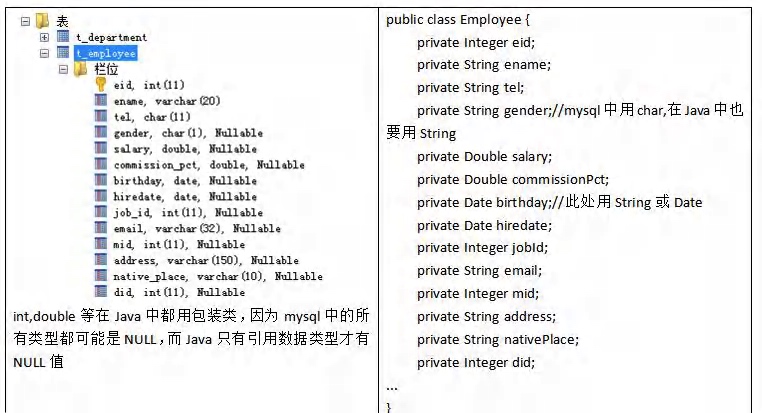 表
t_department
t_employee
栏位
eid, int(11)
ename, varchar(20)
tel, char(11)
gender, char(1), Nullable
salary, double, Nullable
commission_pct, double, Nullable
birthday, date, Nullable
hiredate, date, Nullable
job_id, int(11), Nullable
email, varchar(32), Nullable
mid, int(11), Nullable
address, varchar(150), Nullable
native_place, varchar(10), Nullable
did, int(11), Nullable
int,double 等在 Java 中都用包装类,因为 mysql 中的所
有类型都可能是 NULL,而 Java 只有引用数据类型才有
NULL 值
public class Employee {
private Integer eid;
private String ename;
private String tel;
private String gender;//mysql 中用 char,在 Java 中也
要用 String
private Double salary;
private Double commissionPct;
private Date birthday;//此处用 String 或 Date
private Date hiredate;
private Integer jobId;
private String email;
private Integer mid;
private String address;
private String nativePlace;
private Integer did;
...
}